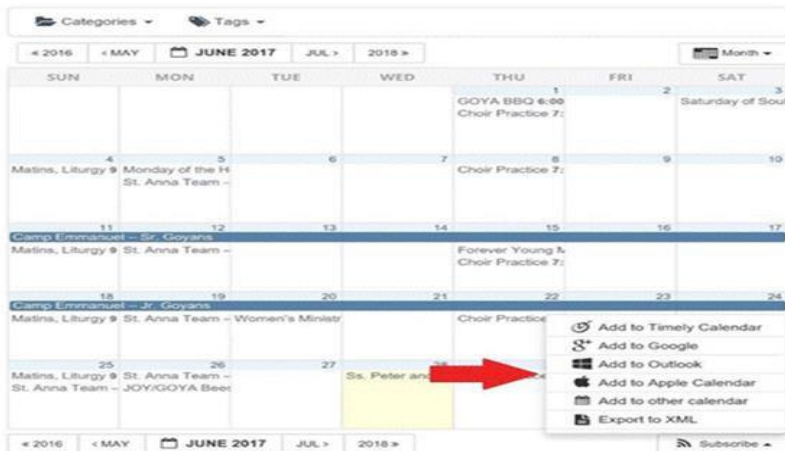 Categories Tags
« 2016 < MAY JUNE 2017 JUL > 2018 » Month
SUN MON TUE WED THU FRI SAT
1 2 3
GOYA BBQ 6:00 Saturday of Sou
Choir Practice 7:
4 5 6 7 8 9 10
Matins, Liturgy 9 Monday of the H Choir Practice 7:
St. Anna Team –
11 12 13 14 15 16 17
Camp Emmanuel – Sr. Goyans
Matins, Liturgy 9 St. Anna Team – Forever Young M
Choir Practice 7:
18 19 20 21 22 23 24
Camp Emmanuel – Jr. Goyans
Matins, Liturgy 9 St. Anna Team – Women's Ministr Choir Practice
25 26 27
Matins, Liturgy 9 St. Anna Team – Ss. Peter and
St. Anna Team – JOY/GOYA Beec
Add to Timely Calendar
Add to Google
Add to Outlook
Add to Apple Calendar
Add to other calendar
Export to XML
« 2016 < MAY JUNE 2017 JUL > 2018 » Subscribe